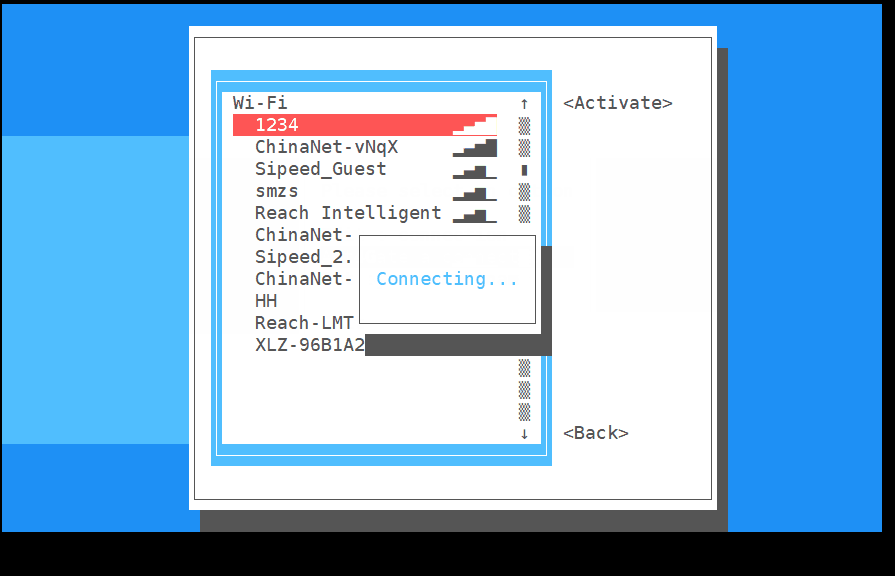 Wi-Fi ↑ <Activate>
1234
ChinaNet-vNqX
Sipeed_Guest
smzs
Reach Intelligent
ChinaNet-
Sipeed_2.
ChinaNet- Connecting...
HH
Reach-LMT
XLZ-96B1A2
↓ <Back>